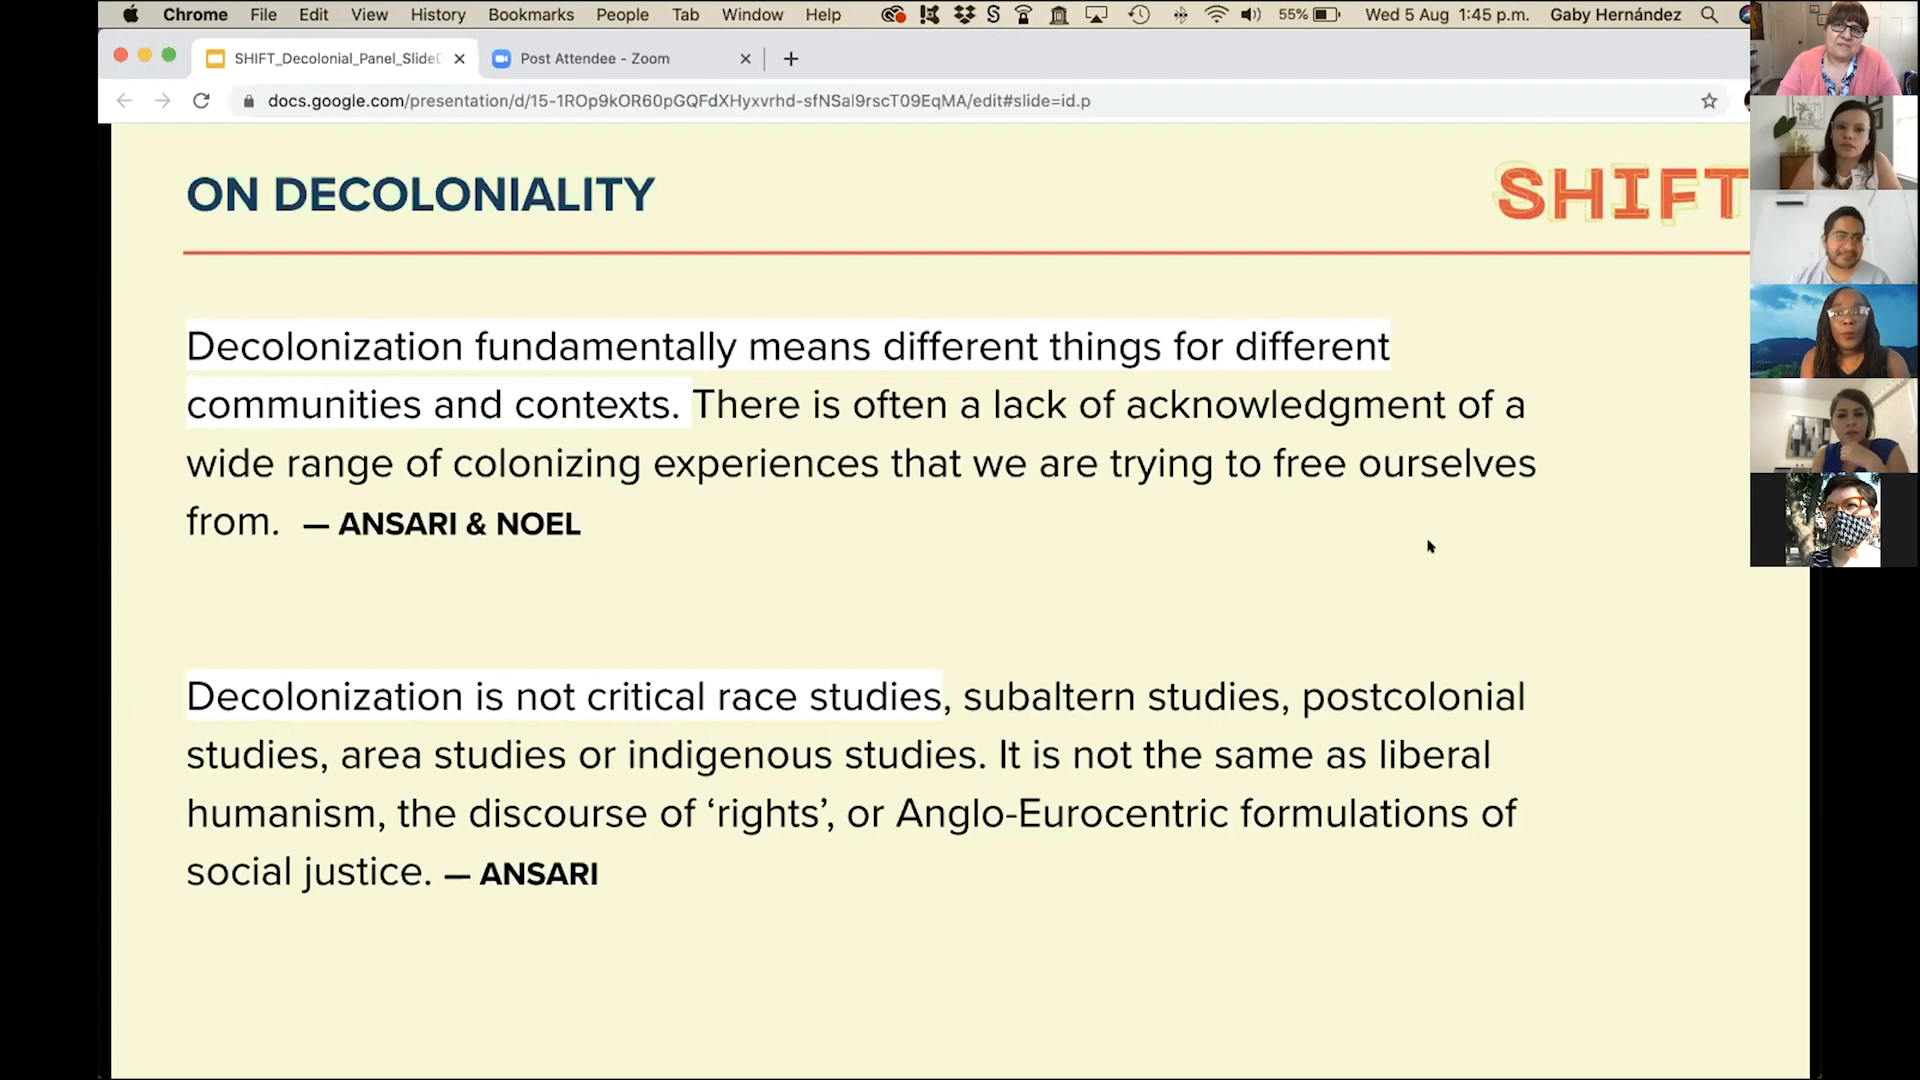 Chrome File Edit View History Bookmarks People Tab Window Help S 55% Wed 5 Aug 1:45 p.m. Gaby Hernández
SHIFT_Decolonial_Panel_Slide Post Attendee - Zoom
docs.google.com/presentation/d/15-1ROp9kOR60pGQFdXHyxvrhd-sfNSal9rscT09EqMA/edit#slide=id.p
ON DECOLONIALITY
SHIFT
Decolonization fundamentally means different things for different
communities and contexts. There is often a lack of acknowledgment of a
wide range of colonizing experiences that we are trying to free ourselves
from. — ANSARI & NOEL
Decolonization is not critical race studies, subaltern studies, postcolonial
studies, area studies or indigenous studies. It is not the same as liberal
humanism, the discourse of ‘rights’, or Anglo-Eurocentric formulations of
social justice. — ANSARI